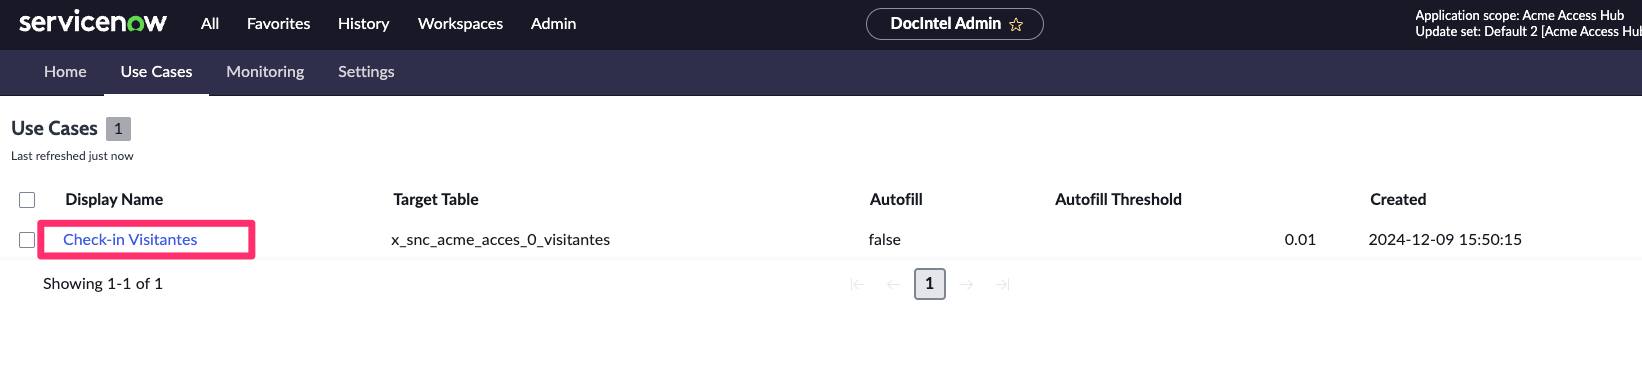 servicenow All Favorites History Workspaces Admin DocIntel Admin Application scope: Acme Access Hub
Update set: Default 2 [Acme Access Hub
Home Use Cases Monitoring Settings
Use Cases 1
Last refreshed just now
Display Name Target Table Autofill Autofill Threshold Created
Check-in Visitantes x_snc_acme_acces_0_visitantes false 0.01 2024-12-09 15:50:15
Showing 1-1 of 1 1